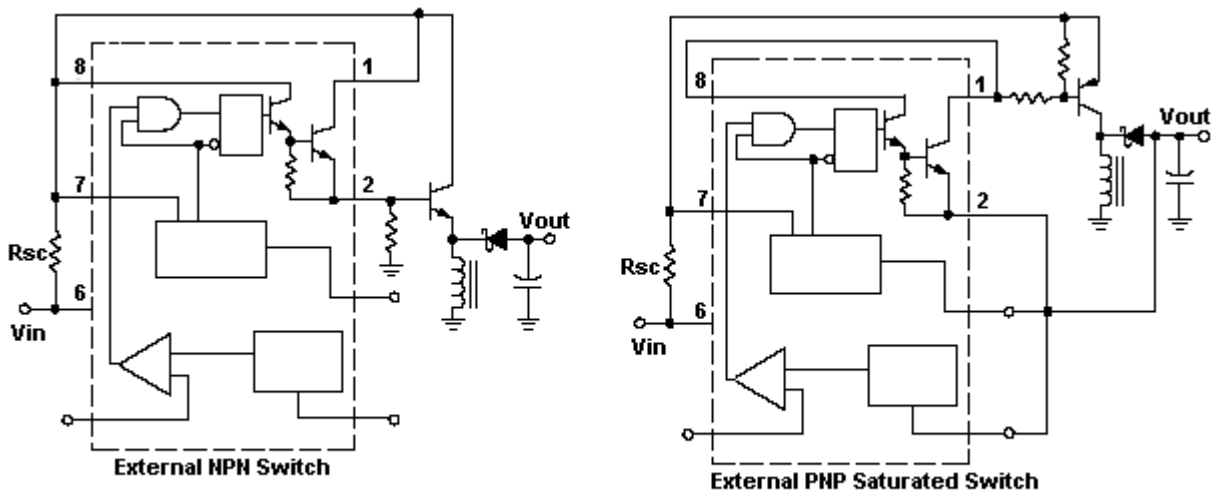 8
1
7
2
Vout
Rsc
6
Vin
External NPN Switch
8
1
Vout
7
2
Rsc
6
Vin
External PNP Saturated Switch